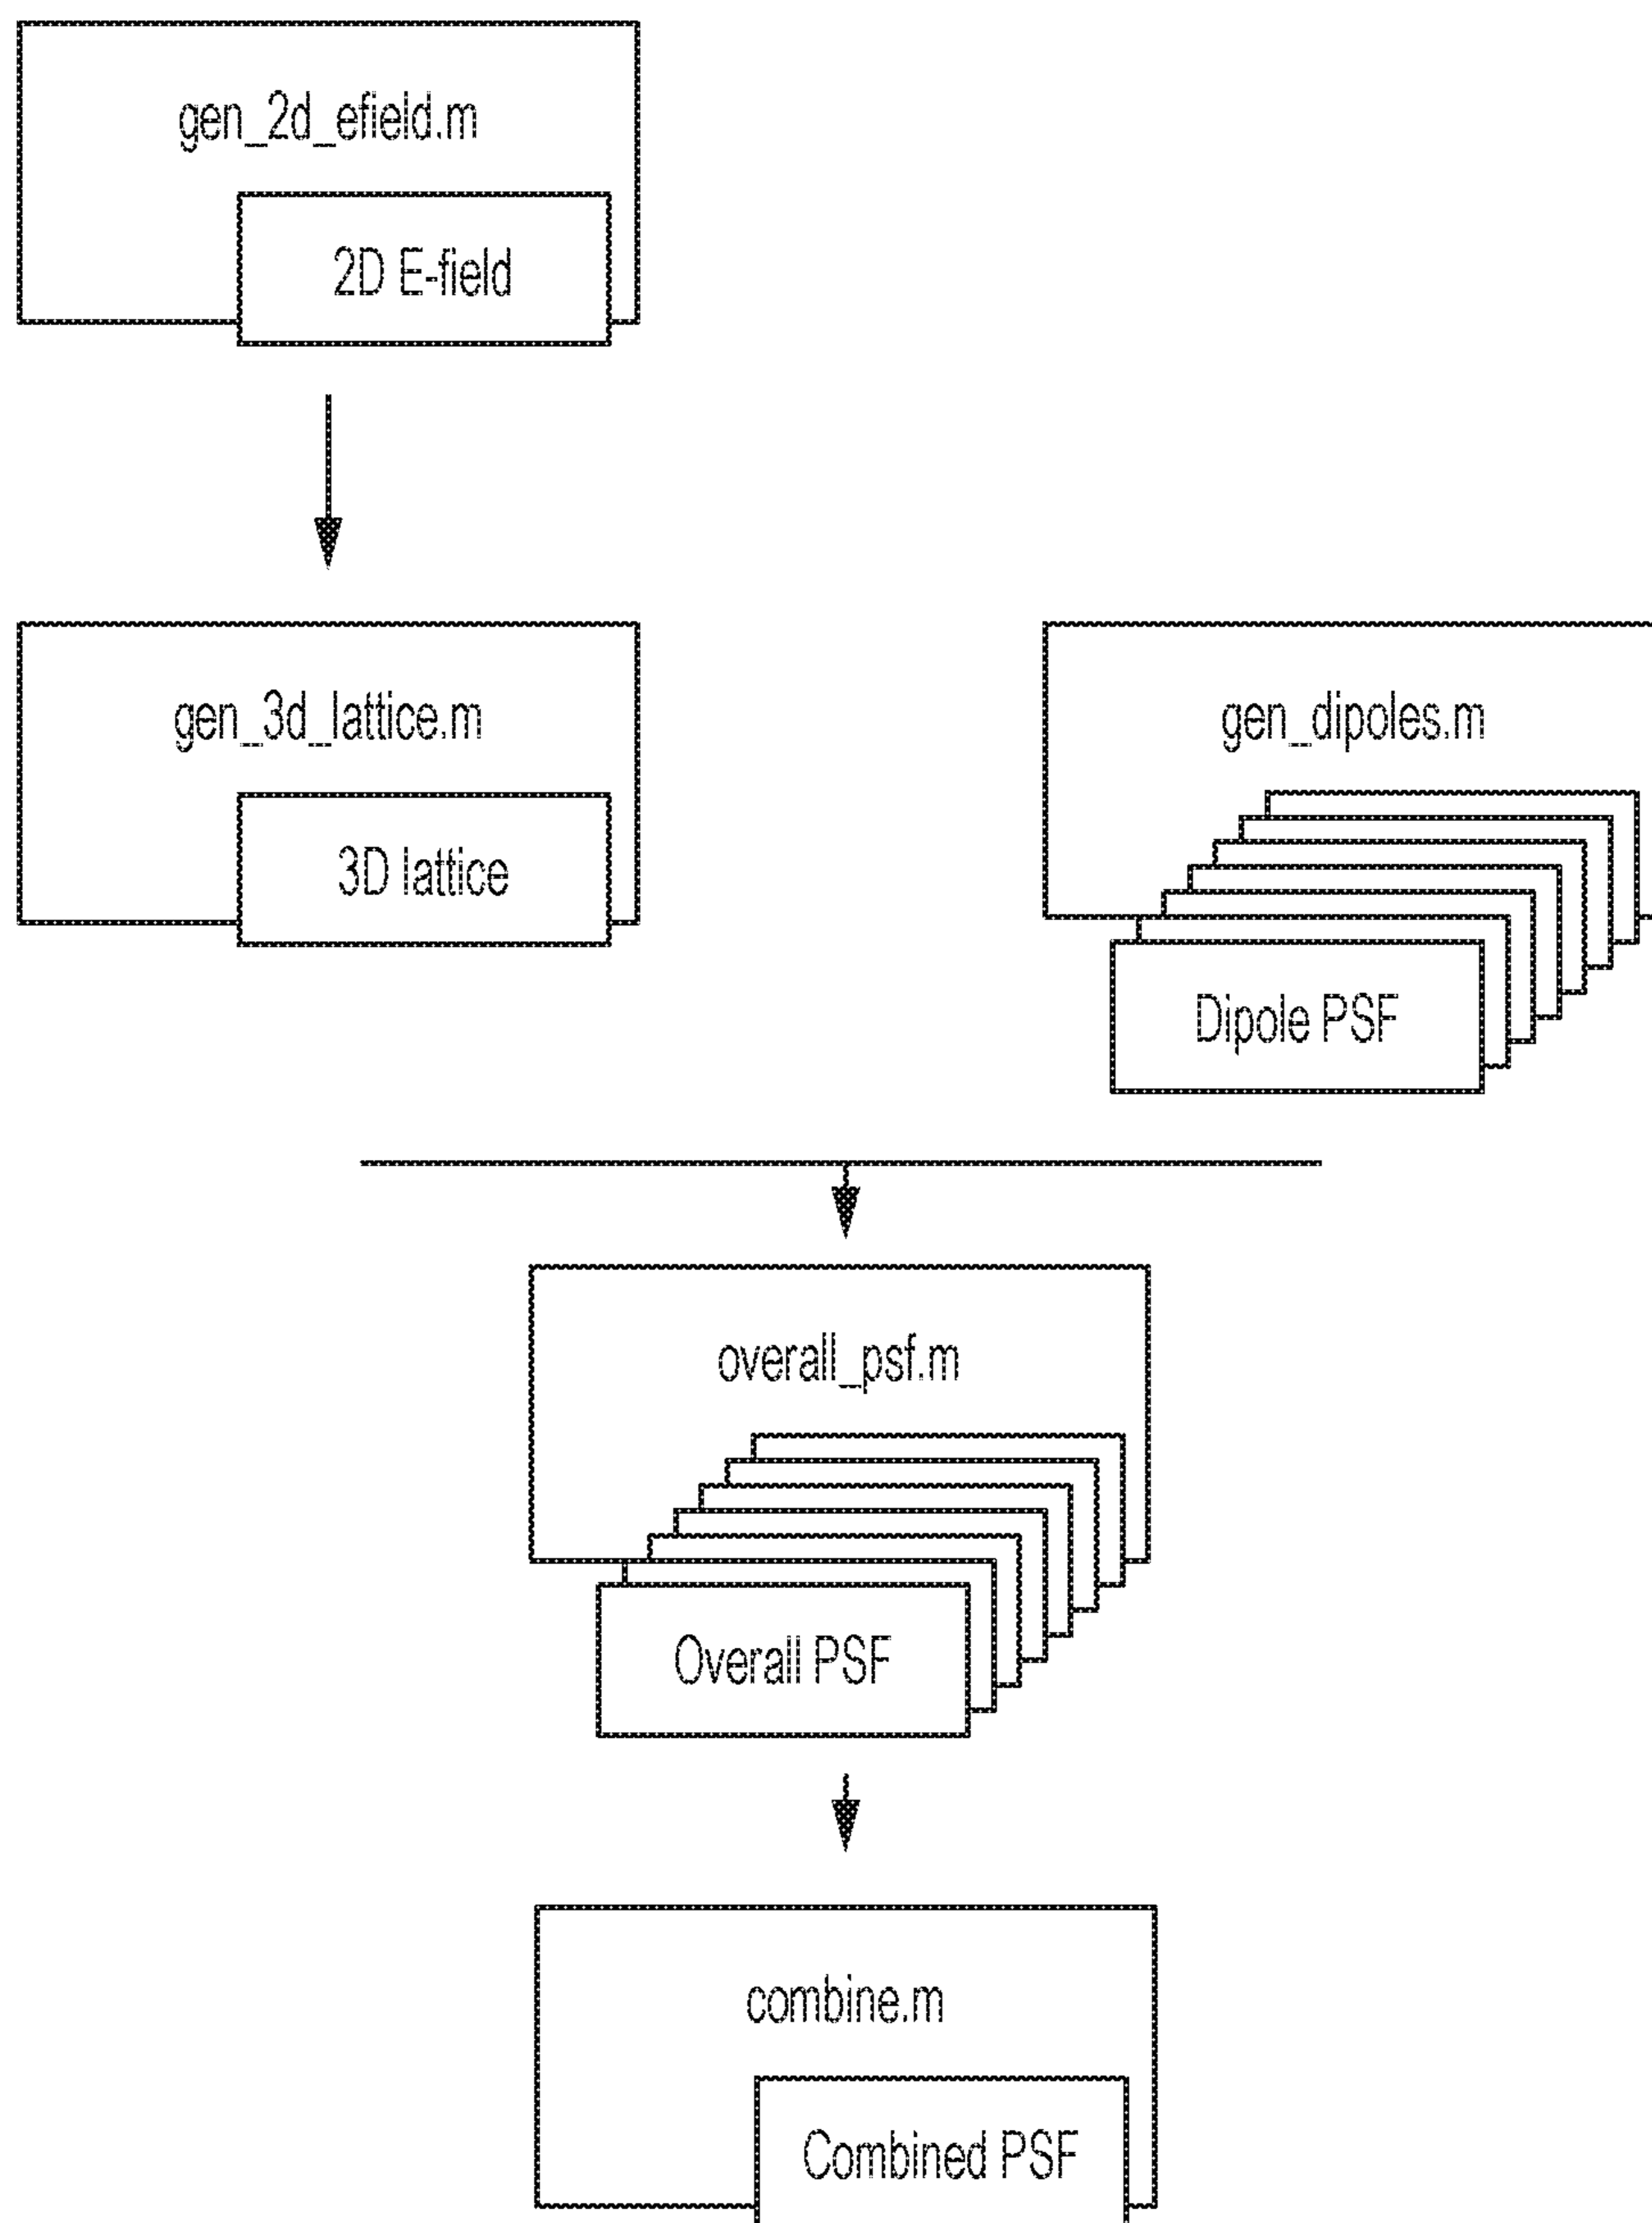 gen_2d_efield.m
2D E-field
gen_3d_lattice.m
3D lattice
gen_dipoles.m
Dipole PSF
overall_psf.m
Overall PSF
combine.m
Combined PSF